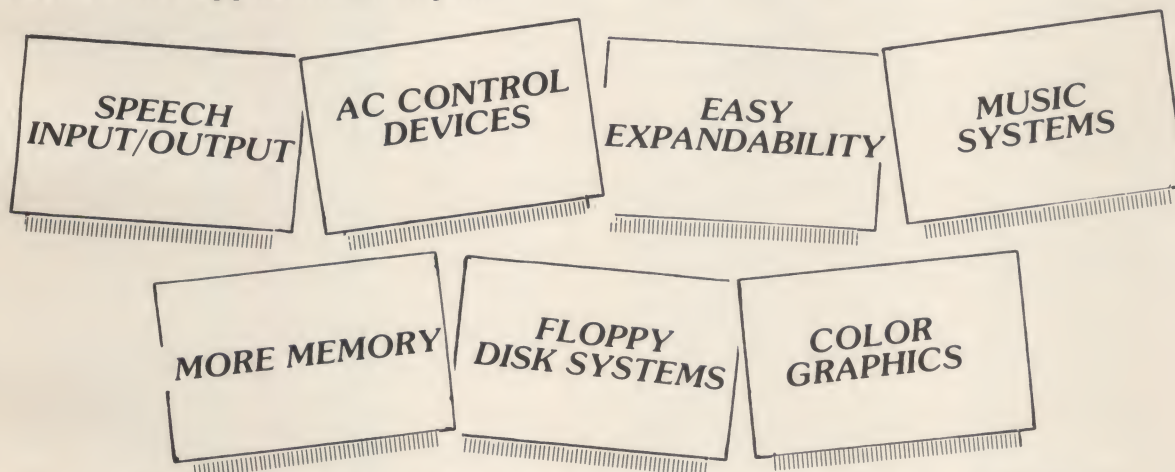 SPEECH
INPUT/OUTPUT
AC CONTROL
DEVICES
EASY
EXPANDABILITY
MUSIC
SYSTEMS
MORE MEMORY
FLOPPY
DISK SYSTEMS
COLOR
GRAPHICS